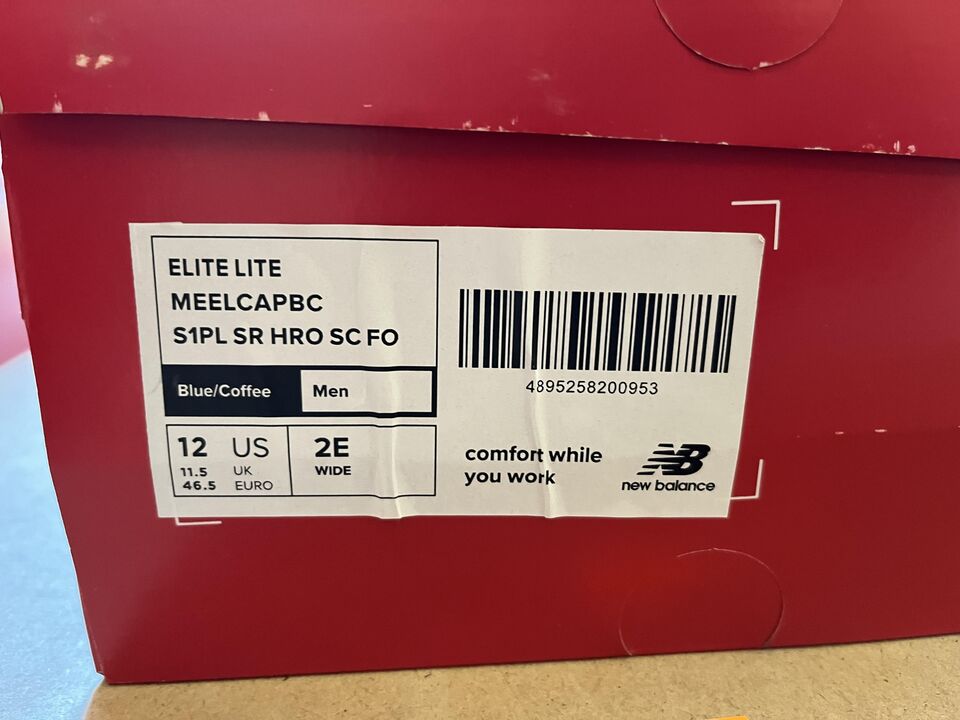 ELITE LITE
MEELCAPBC
S1PL SR HRO SC FO
Blue/Coffee Men
12 US
11.5 UK
46.5 EURO
2E
WIDE
4895258200953
comfort while
you work
NB
new balance